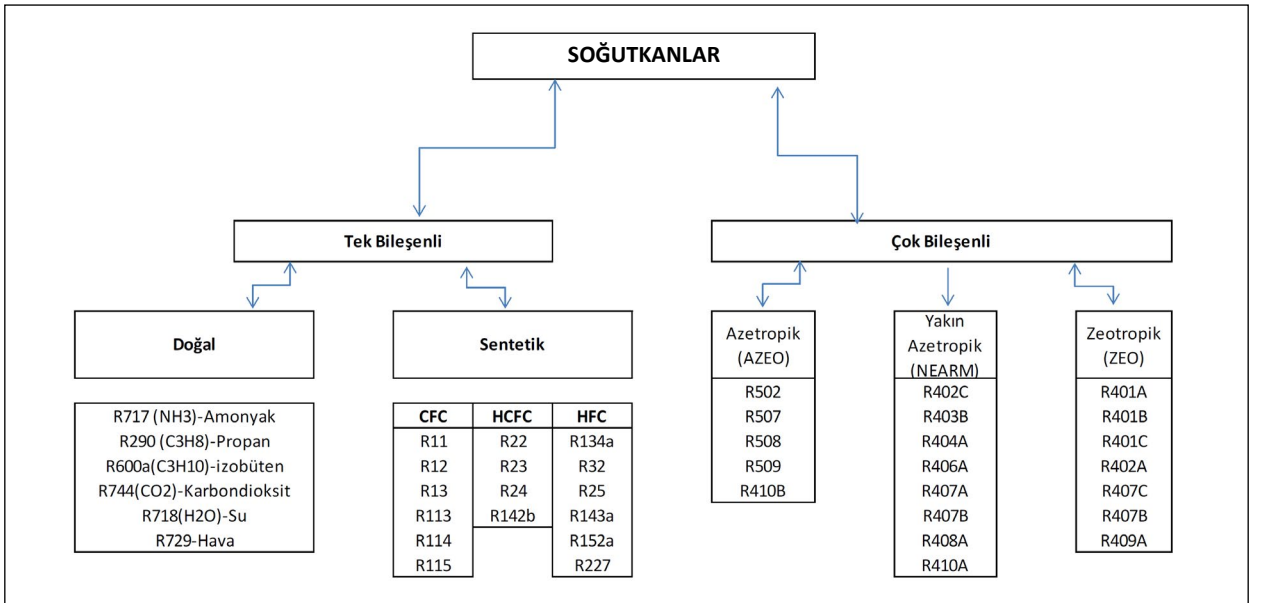 SOĞUTKANLAR
Tek Bileşenli
Çok Bileşenli
Doğal
Sentetik
Azetropik
(AZEO)
Yakın
Azetropik
(NEARM)
Zeotropik
(ZEO)
R717 (NH3)-Amonyak
R290 (C3H8)-Propan
R600a(C3H10)-izobüten
R744(CO2)-Karbondioksit
R718(H2O)-Su
R729-Hava
CFC
R11
R12
R13
R113
R114
R115
HCFC
R22
R23
R24
R142b
HFC
R134a
R32
R25
R143a
R152a
R227
R502
R507
R508
R509
R410B
R402C
R403B
R404A
R406A
R407A
R407B
R408A
R410A
R401A
R401B
R401C
R402A
R407C
R407B
R409A